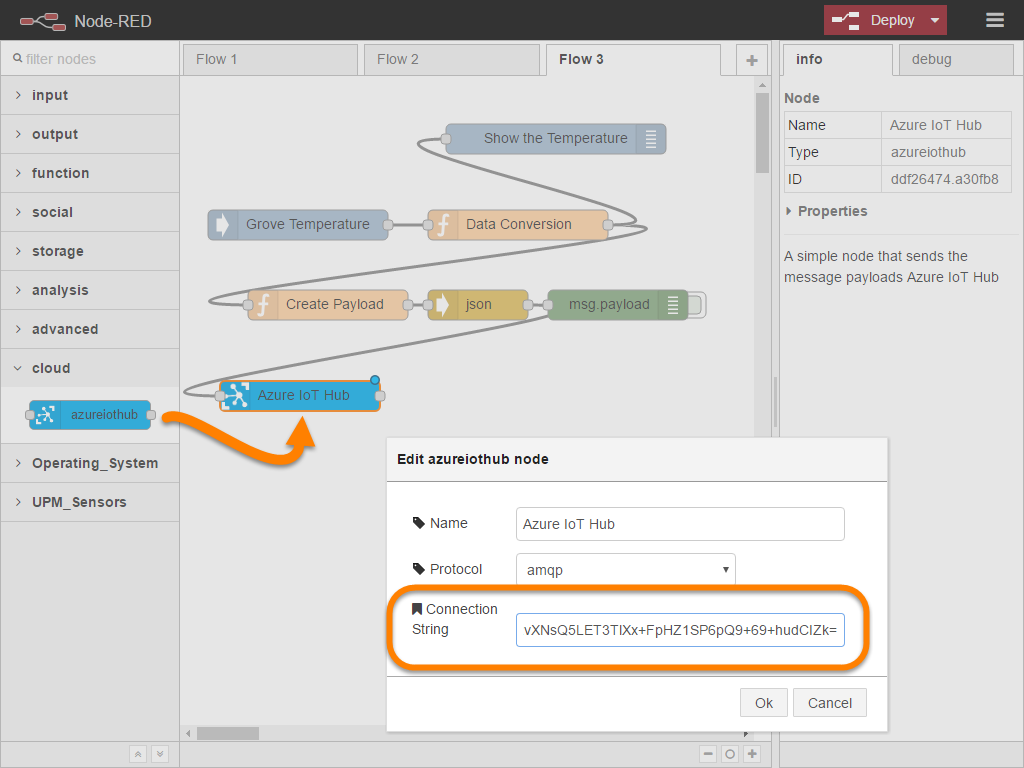 Node-RED
Deploy
filter nodes
Flow 1
Flow 2
Flow 3
info
debug
input
output
function
social
storage
analysis
advanced
cloud
azureiothub
Operating_System
UPM_Sensors
Show the Temperature
Grove Temperature
Data Conversion
Create Payload
json
msg.payload
Azure IoT Hub
Node
Name Azure IoT Hub
Type azureiothub
ID ddf26474.a30fb8
Properties
A simple node that sends the
message payloads Azure IoT Hub
Edit azureiothub node
Name Azure IoT Hub
Protocol amqp
Connection
String vXNsQ5LET3TIXx+FpHZ1SP6pQ9+69+hudCIZk=
Ok
Cancel